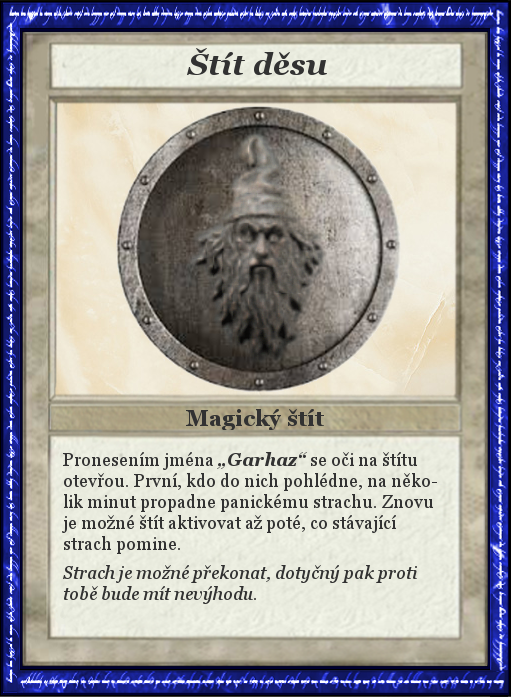 Štít děsu
Magický štít
Pronesením jména „Garhaz“ se oči na štítu
otevřou. První, kdo do nich pohlédne, na něko-
lik minut propadne panickému strachu. Znovu
je možné štít aktivovat až poté, co stávající
strach pomine.
Strach je možné překonat, dotyčný pak proti
tobě bude mít nevýhodu.